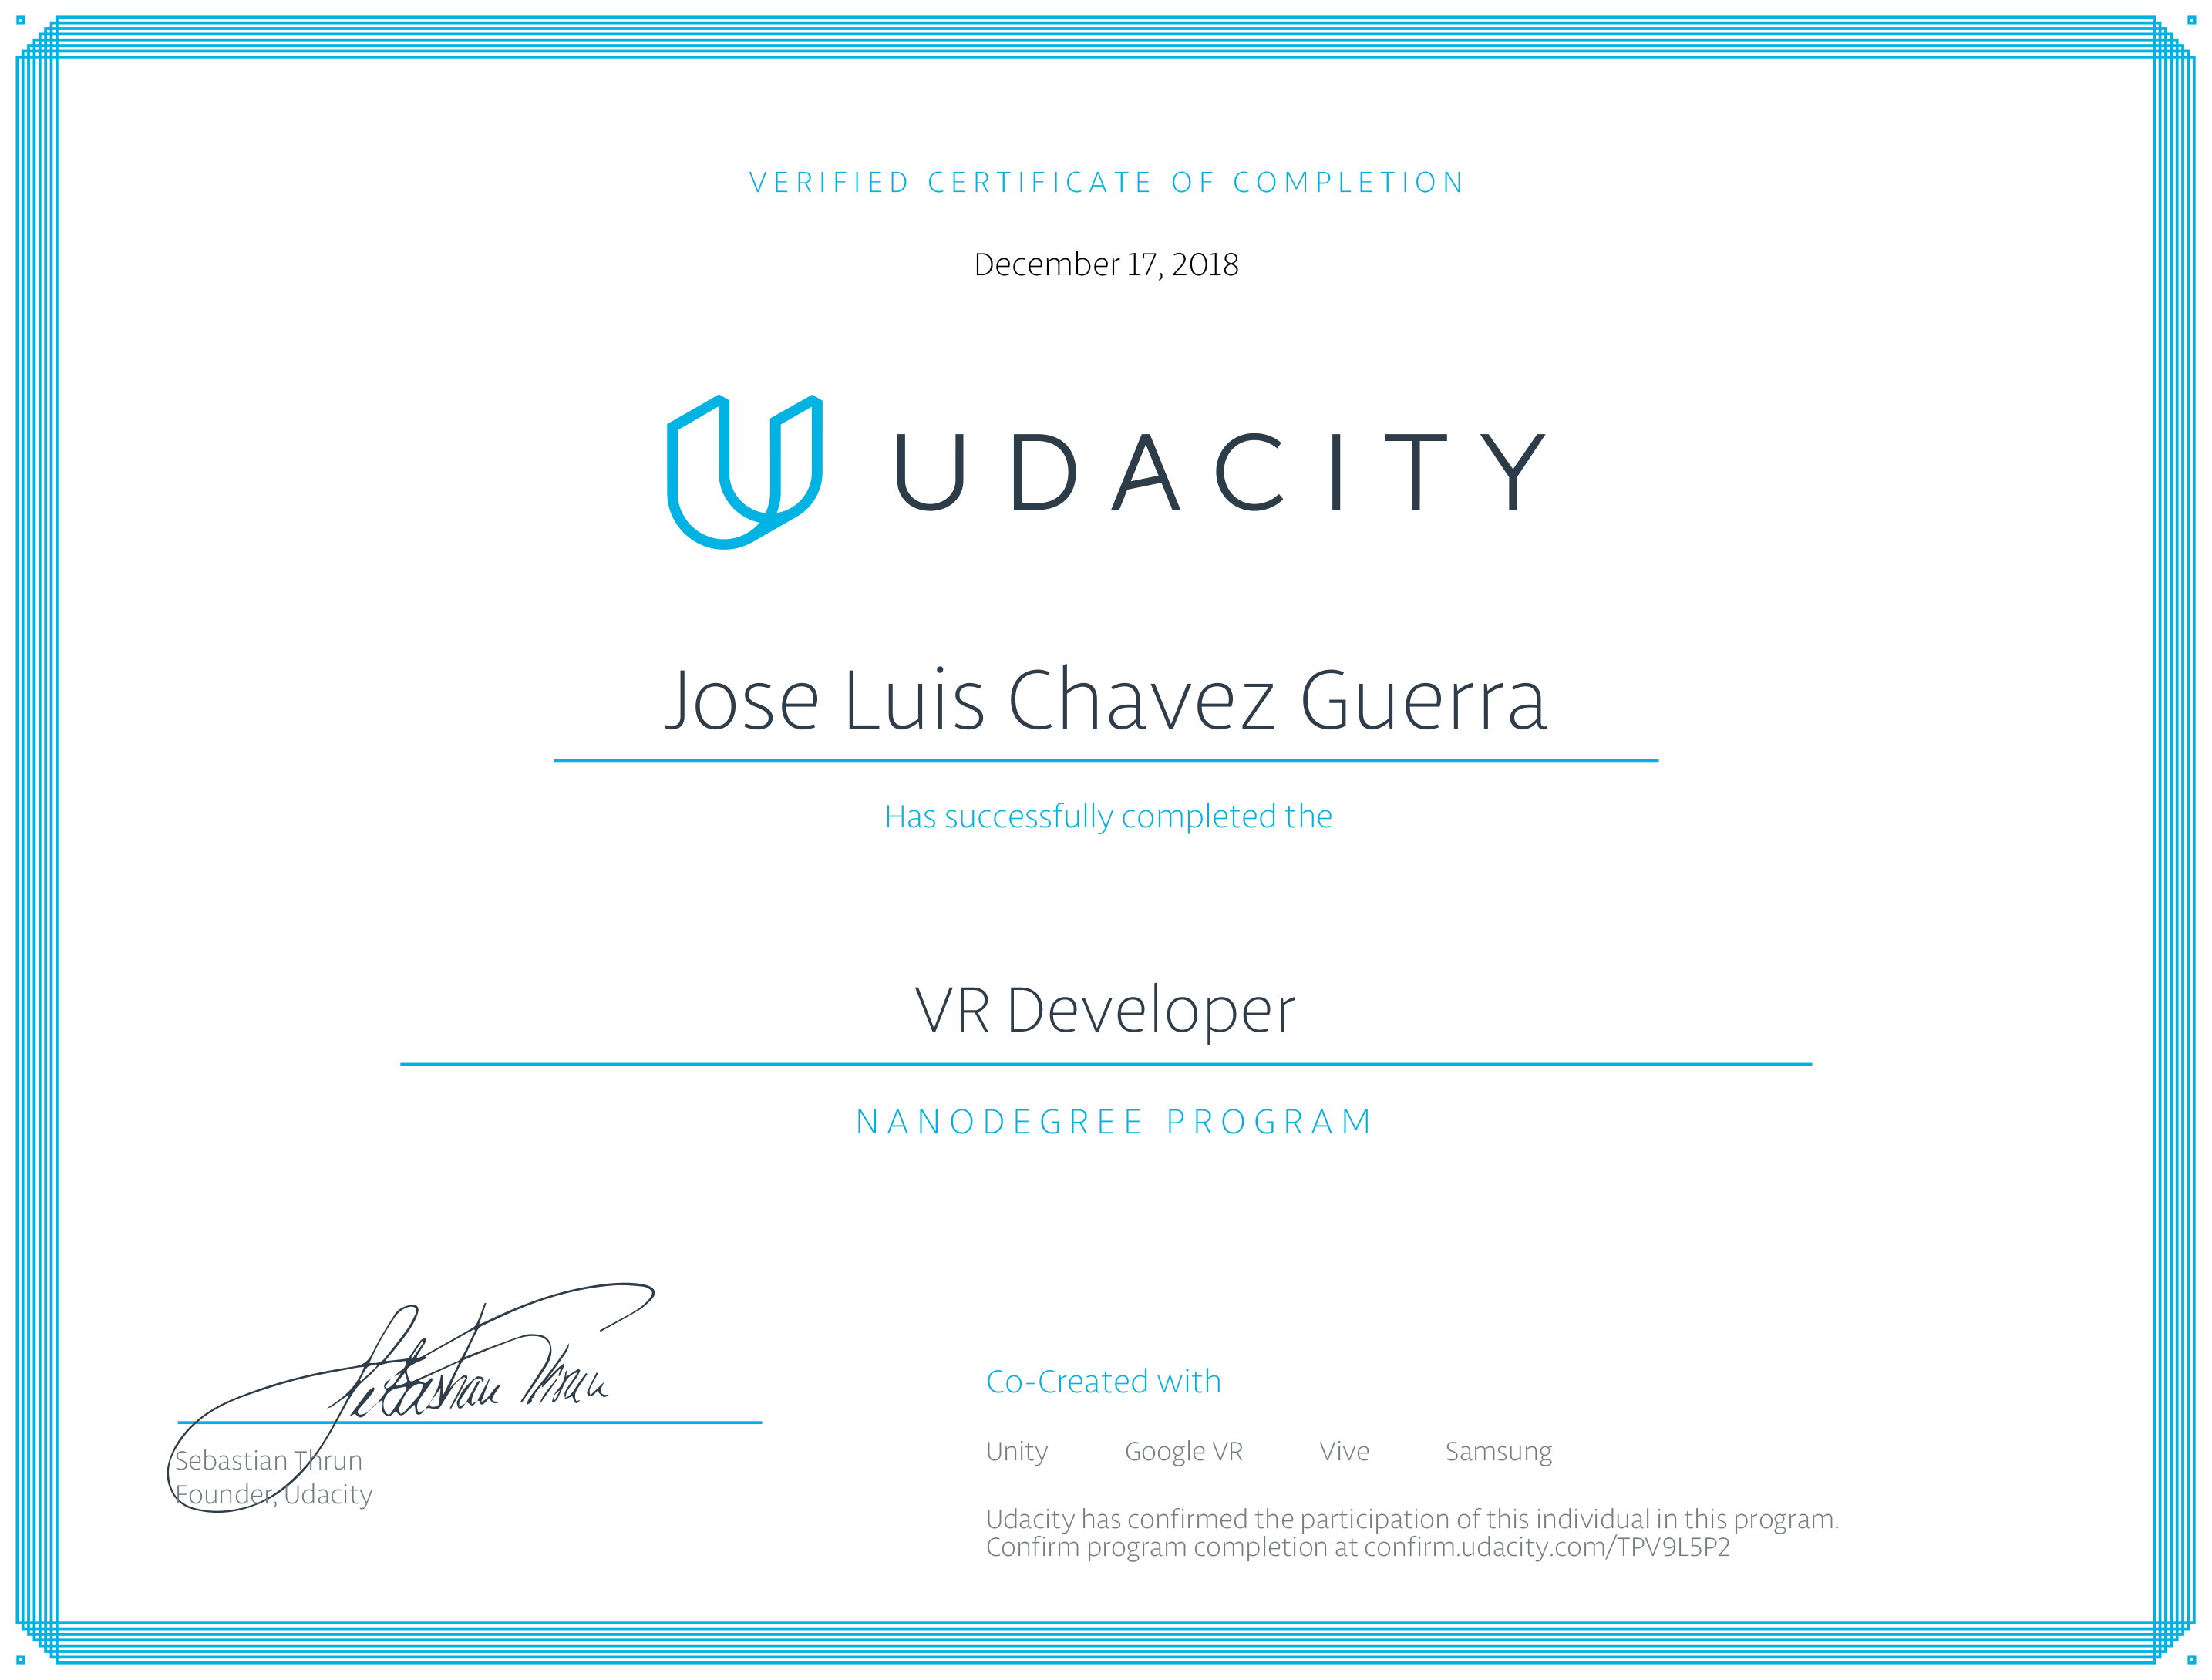 VERIFIED CERTIFICATE OF COMPLETION
December 17, 2018
UDACITY
Jose Luis Chavez Guerra
Has successfully completed the
VR Developer
NANODEGREE PROGRAM
Sebastian Thrun
Sebastian Thrun
Founder, Udacity
Co-Created with
Unity Google VR Vive Samsung
Udacity has confirmed the participation of this individual in this program.
Confirm program completion at confirm.udacity.com/TPV9L5P2